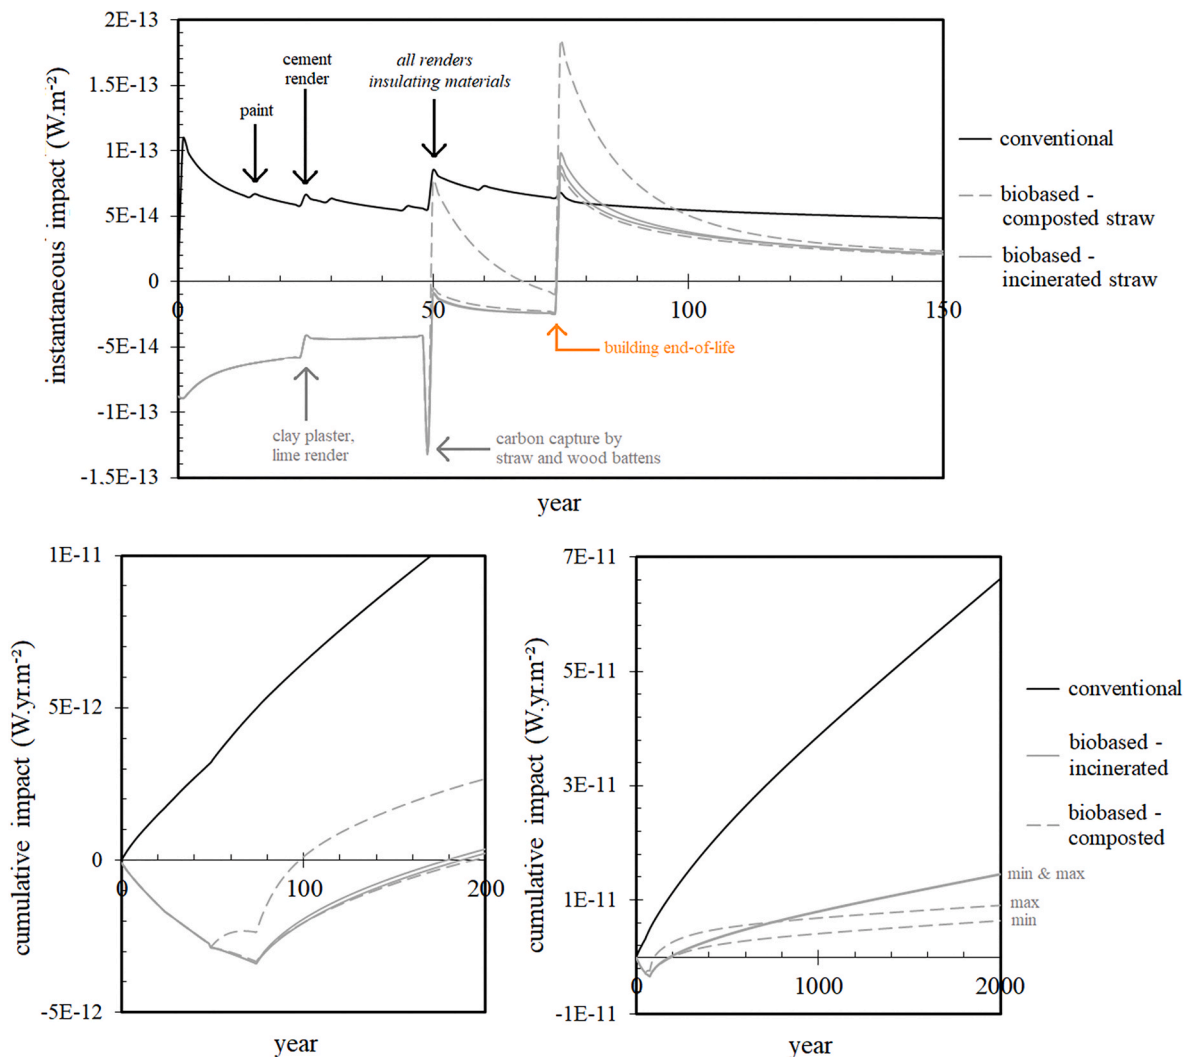 instantaneous impact (W.m⁻²)
2E-13
1.5E-13
1E-13
5E-14
0
-5E-14
-1E-13
-1.5E-13
0
50
100
150
year
paint
cement
render
all renders
insulating materials
clay plaster,
lime render
carbon capture by
straw and wood battens
building end-of-life
conventional
biobased -
composted straw
biobased -
incinerated straw
cumulative impact (W.yr.m⁻²)
1E-11
5E-12
0
-5E-12
0
100
200
year
cumulative impact (W.yr.m⁻²)
7E-11
5E-11
3E-11
1E-11
-1E-11
0
1000
2000
year
min & max
max
min
conventional
biobased -
incinerated
biobased -
composted